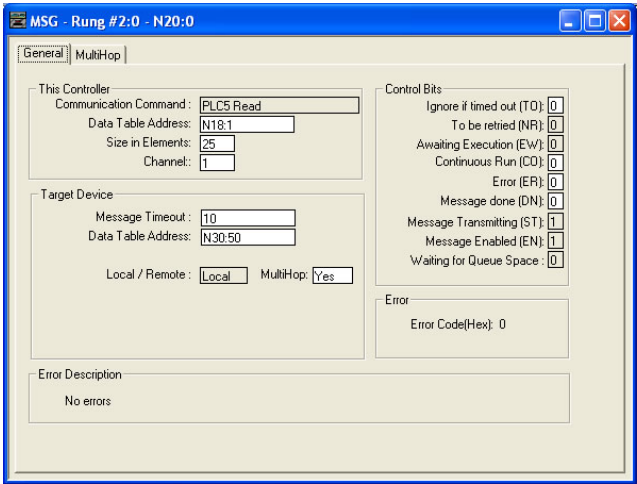 MSG - Rung #2:0 - N20:0
General MultiHop
This Controller
Communication Command : PLC5 Read
Data Table Address: N18:1
Size in Elements: 25
Channel:: 1
Target Device
Message Timeout : 10
Data Table Address: N30:50
Local / Remote : Local MultiHop: Yes
Control Bits
Ignore if timed out (TO): 0
To be retried (NR): 0
Awaiting Execution (EW): 0
Continuous Run (CO): 0
Error (ER): 0
Message done (DN): 0
Message Transmitting (ST): 1
Message Enabled (EN): 1
Waiting for Queue Space : 0
Error
Error Code(Hex): 0
Error Description
No errors